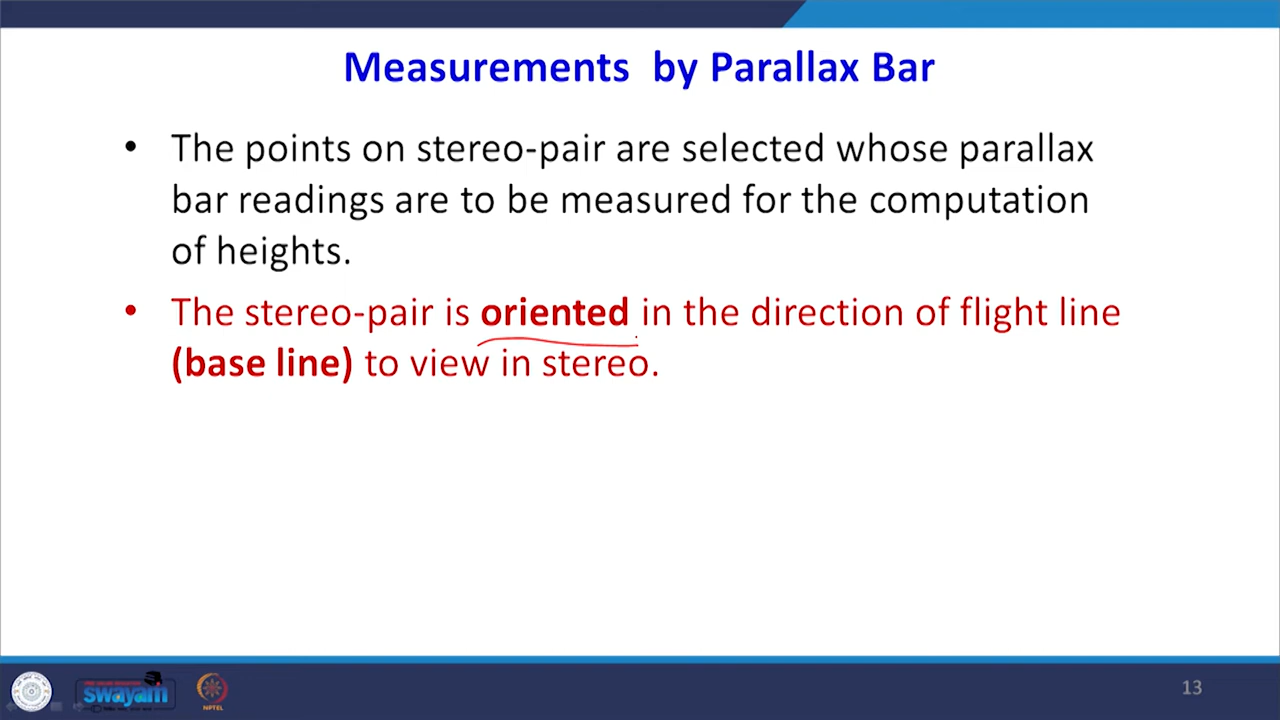 Measurements by Parallax Bar
• The points on stereo-pair are selected whose parallax
bar readings are to be measured for the computation
of heights.
• The stereo-pair is oriented in the direction of flight line
(base line) to view in stereo.
swayam
NPTEL
13